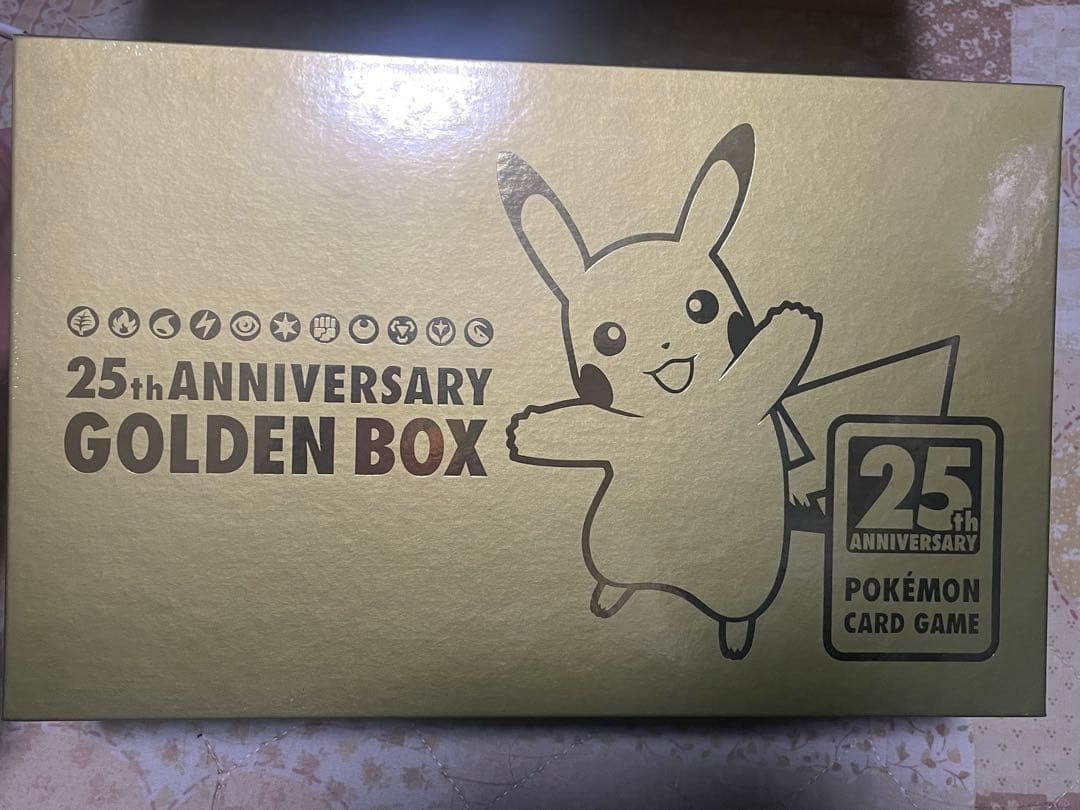 25th ANNIVERSARY
GOLDEN BOX
25th
ANNIVERSARY
POKÉMON
CARD GAME